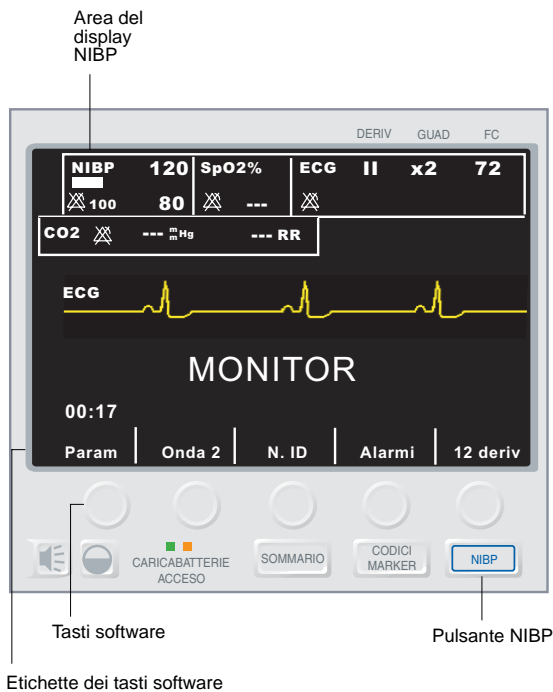 Area del
display
NIBP
DERIV GUAD FC
NIBP 120 SpO2% ECG II x2 72
100 80 ---
CO2 --- mmHg --- RR
ECG
MONITOR
00:17
Param Onda 2 N. ID Alarmi 12 deriv
CARICABATTERIE
ACCESO
SOMMARIO
CODICI
MARKER
NIBP
Tasti software
Pulsante NIBP
Etichette dei tasti software